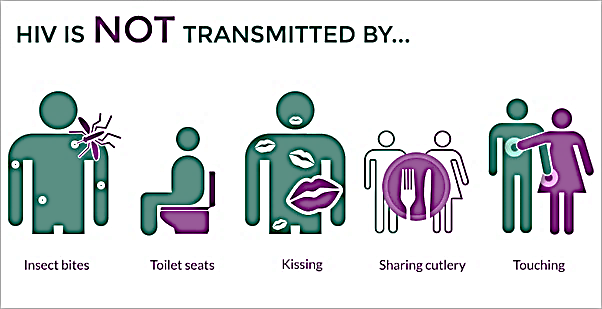 HIV IS NOT TRANSMITTED BY...
Insect bites
Toilet seats
Kissing
Sharing cutlery
Touching